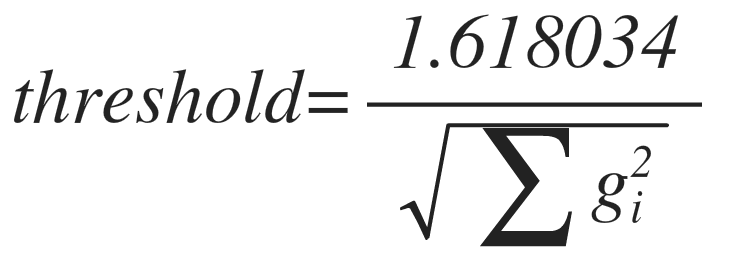 threshold = 1.618034 / √∑ g_i^2